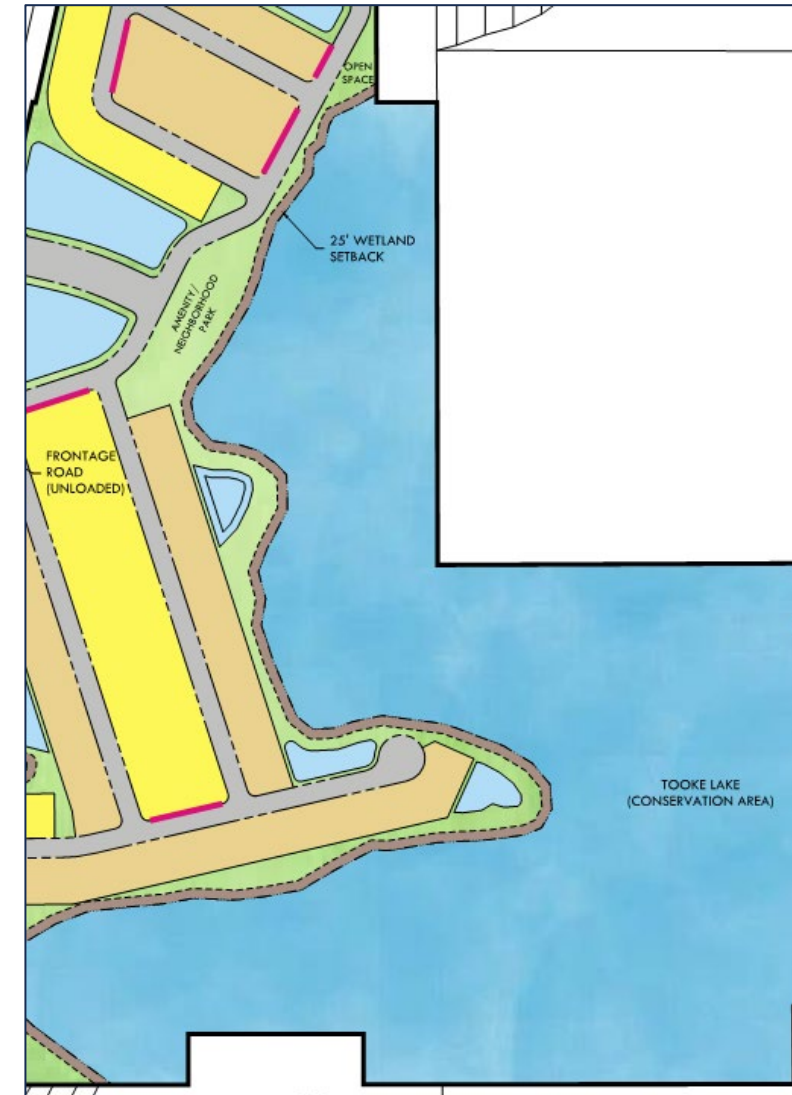 OPEN
SPACE
25' WETLAND
SETBACK
AMENITY/
NEIGHBORHOOD
PARK
FRONTAGE
ROAD
(UNLOADED)
TOOKE LAKE
(CONSERVATION AREA)